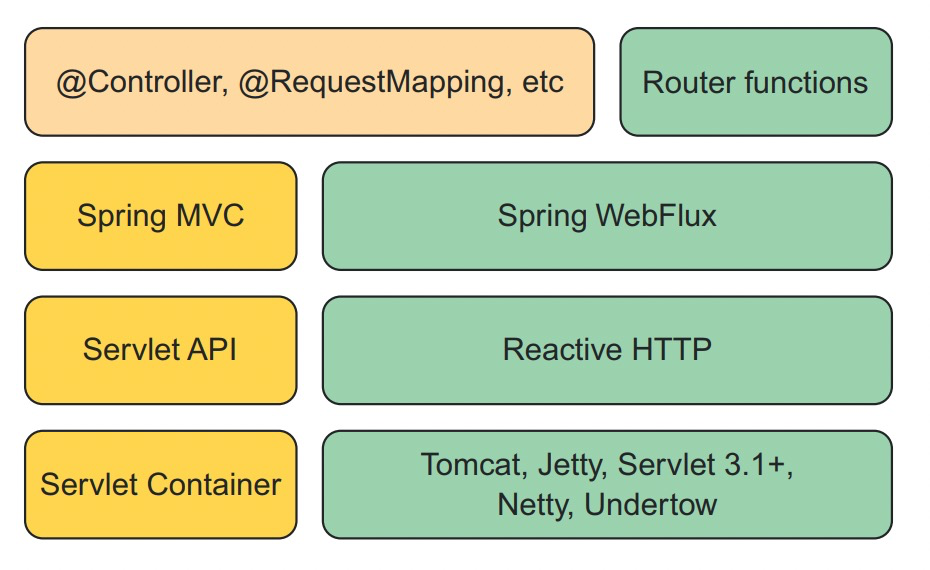 @Controller, @RequestMapping, etc
Router functions
Spring MVC
Spring WebFlux
Servlet API
Reactive HTTP
Servlet Container
Tomcat, Jetty, Servlet 3.1+,
Netty, Undertow